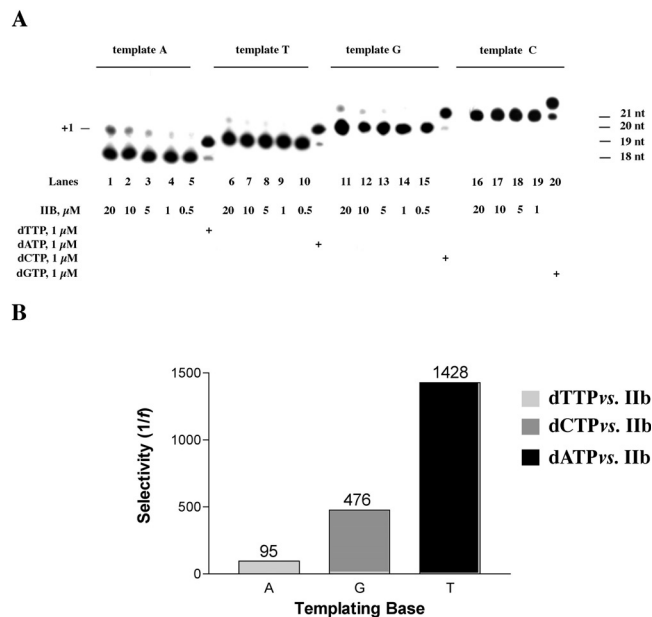 A
template A template T template G template C
+1
21 nt
20 nt
19 nt
18 nt
Lanes 1 2 3 4 5 6 7 8 9 10 11 12 13 14 15 16 17 18 19 20
IIB, µM 20 10 5 1 0.5 20 10 5 1 0.5 20 10 5 1 0.5 20 10 5 1
dTTP, 1 µM +
dATP, 1 µM +
dCTP, 1 µM +
dGTP, 1 µM +
B
Selectivity (1/f)
1500
1000
500
0
95
476
1428
A G T
Templating Base
dTTPvs. IIb
dCTPvs. IIb
dATPvs. IIb